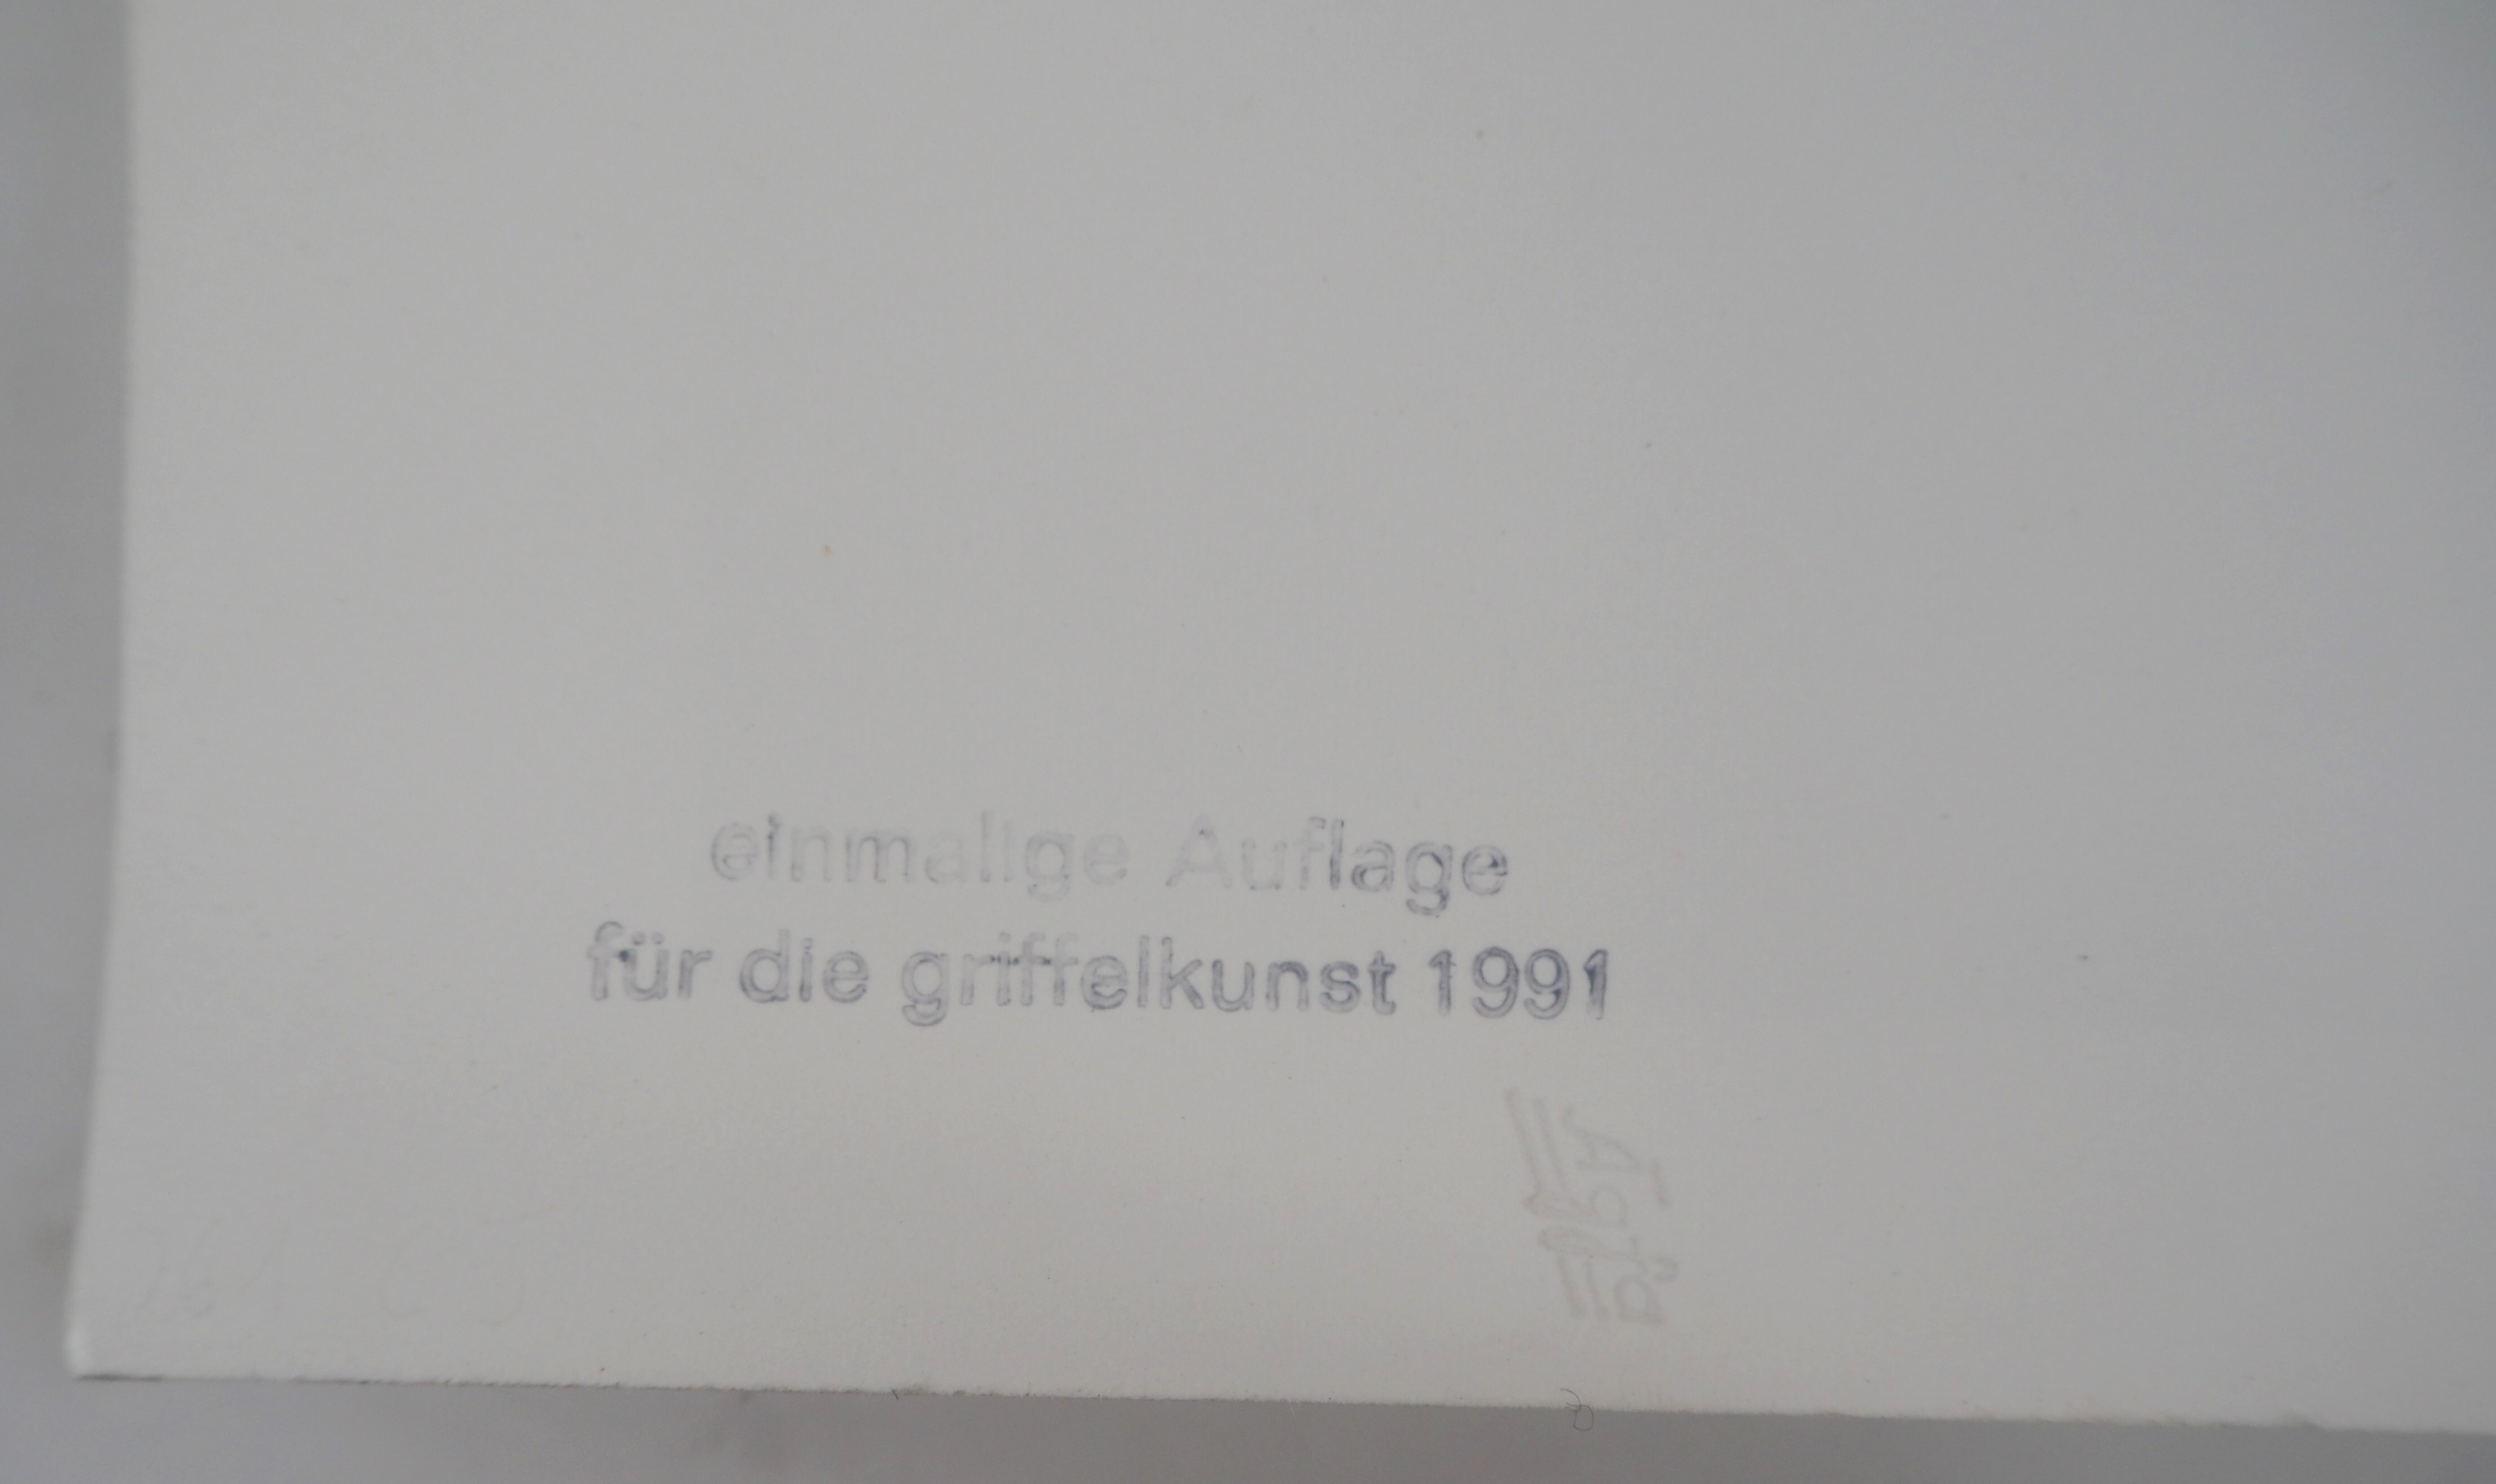 einmalige Auflage
für die griffelkunst 1991